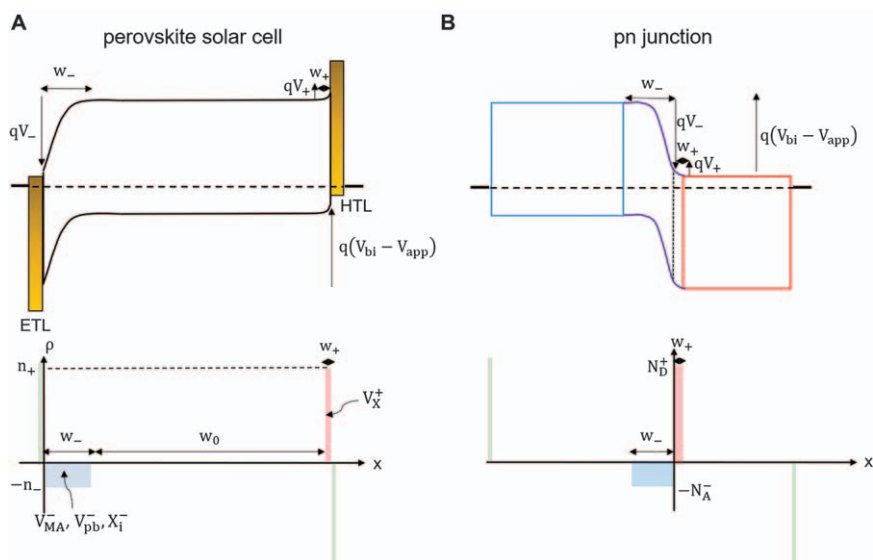 A
perovskite solar cell
w₋
w₊
qV₊
qV₋
HTL
q(V_bi − V_app)
ETL
ρ
w₊
n₊
V_X⁺
w₋
w₀
x
−n₋
V_MA⁻, V_pb⁻, X_i⁻
B
pn junction
w₋
qV₋
w₊
qV₊
q(V_bi − V_app)
w₊
N_D⁺
w₋
x
−N_A⁻